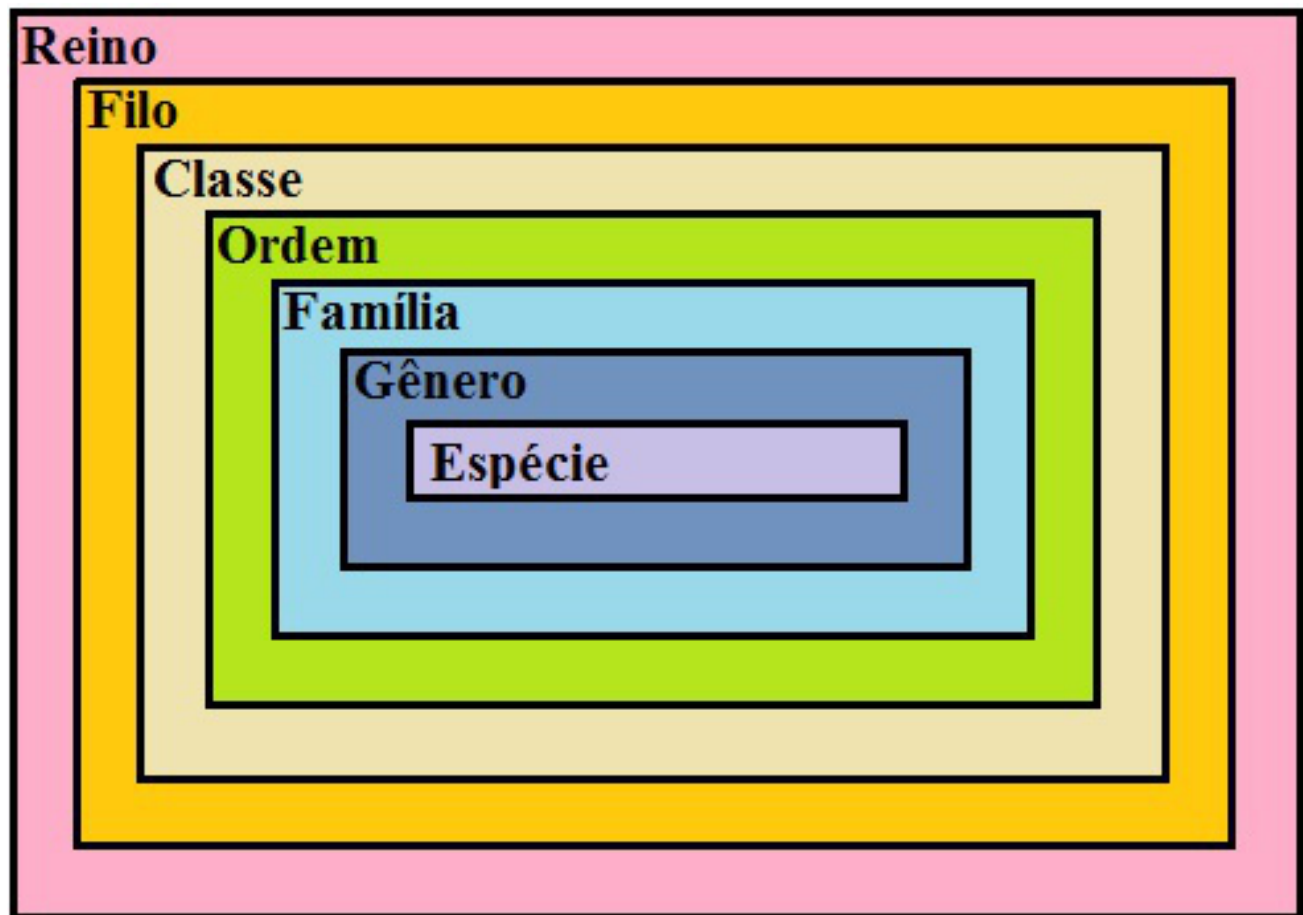 Reino
Filo
Classe
Ordem
Família
Gênero
Espécie